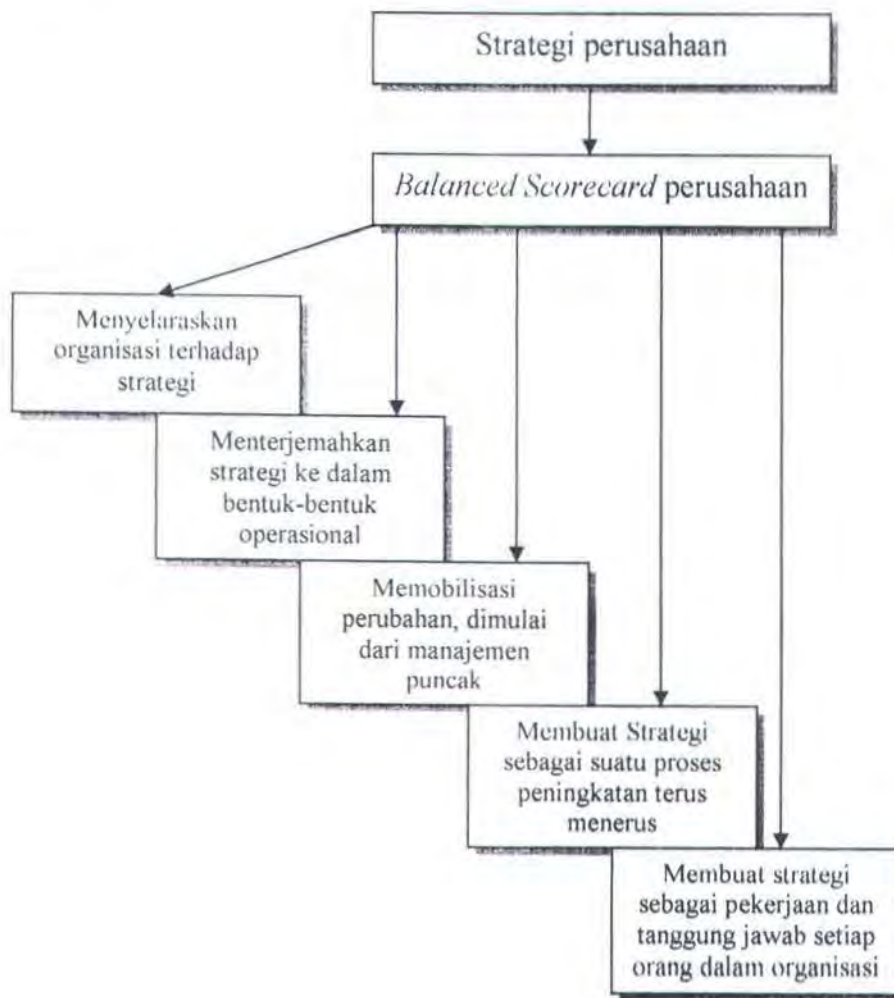 Strategi perusahaan
Balanced Scorecard perusahaan
Menyelaraskan
organisasi terhadap
strategi
Menterjemahkan
strategi ke dalam
bentuk-bentuk
operasional
Memobilisasi
perubahan, dimulai
dari manajemen
puncak
Membuat Strategi
sebagai suatu proses
peningkatan terus
menerus
Membuat strategi
sebagai pekerjaan dan
tanggung jawab setiap
orang dalam organisasi